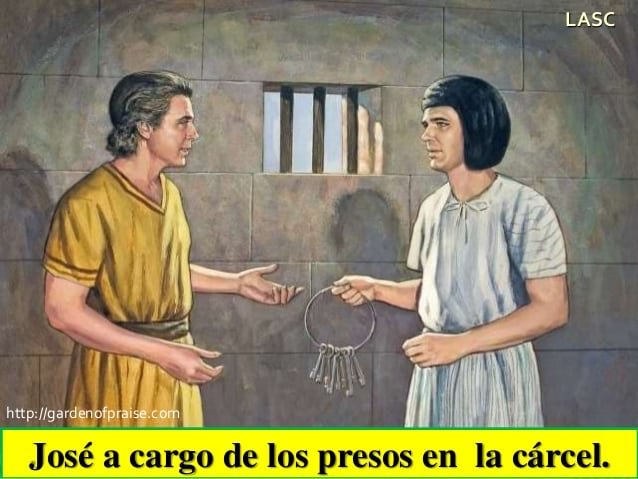 LASC
http://gardenofpraise.com
José a cargo de los presos en la cárcel.